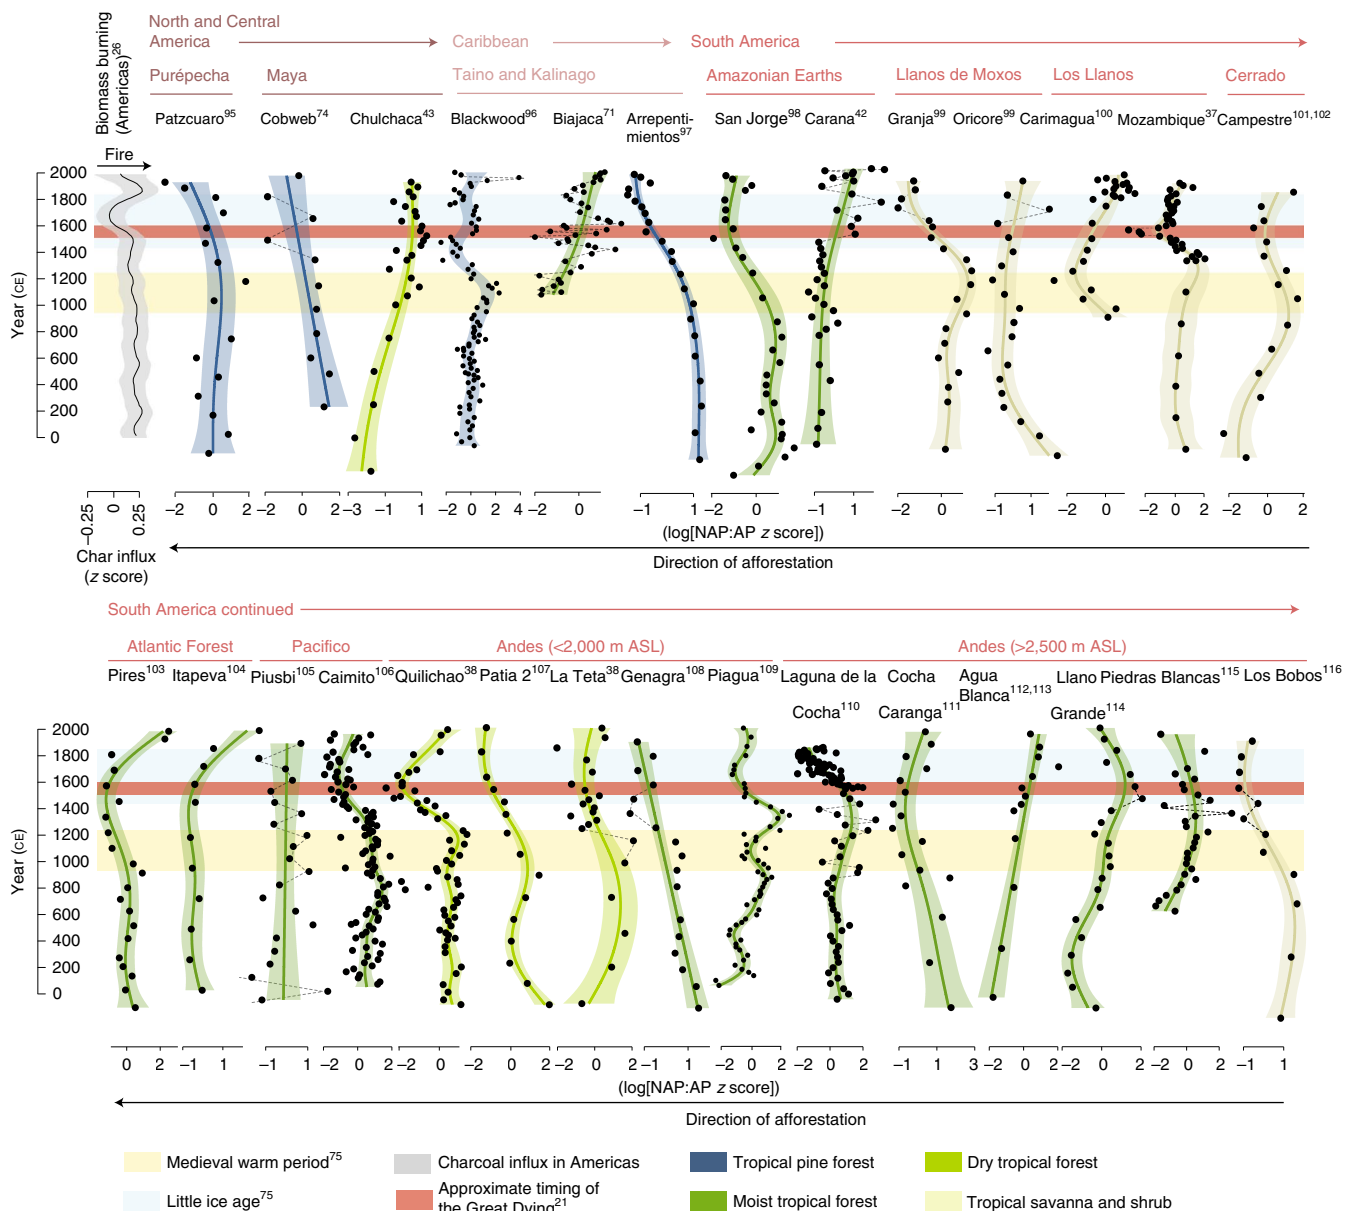 North and Central
America
Caribbean
South America
Biomass burning
(Americas)26
Purépecha
Maya
Taino and Kalinago
Amazonian Earths
Llanos de Moxos
Los Llanos
Cerrado
Patzcuaro95
Cobweb74
Chulchaca43
Blackwood96
Biajaca71
Arrepenti-
mientos97
San Jorge98
Carana42
Granja99
Oricore99
Carimagua100
Mozambique37
Campestre101,102
Fire
Year (CE)
2000
1800
1600
1400
1200
1000
800
600
400
200
0
−0.25 0 0.25
−2 0 2
−2 0 2
−3 −1 1
−2 0 2 4
−2 0
−1 1
−2 0
−1 1
−2 0
−1 1
−2 0
−2 0 2
−2 0 2
Char influx
(z score)
(log[NAP:AP z score])
Direction of afforestation
South America continued
Atlantic Forest
Pacifico
Andes (<2,000 m ASL)
Andes (>2,500 m ASL)
Pires103
Itapeva104
Piusbi105
Caimito106
Quilichao38
Patia 2107
La Teta38
Genagra108
Piagua109
Laguna de la
Cocha110
Cocha
Caranga111
Agua
Blanca112,113
Llano
Grande114
Piedras Blancas115
Los Bobos116
Year (CE)
2000
1800
1600
1400
1200
1000
800
600
400
200
0
0 2
−1 1
−1 1
−2 0 2
−2 0
−2 0 2
−2 0
−1 1
−2 0 2
−2 0 2
−1 1 3
−2 0 2
−2 0 2
−2 0
−1 1
(log[NAP:AP z score])
Direction of afforestation
Medieval warm period75
Charcoal influx in Americas
Tropical pine forest
Dry tropical forest
Little ice age75
Approximate timing of
the Great Dying21
Moist tropical forest
Tropical savanna and shrub